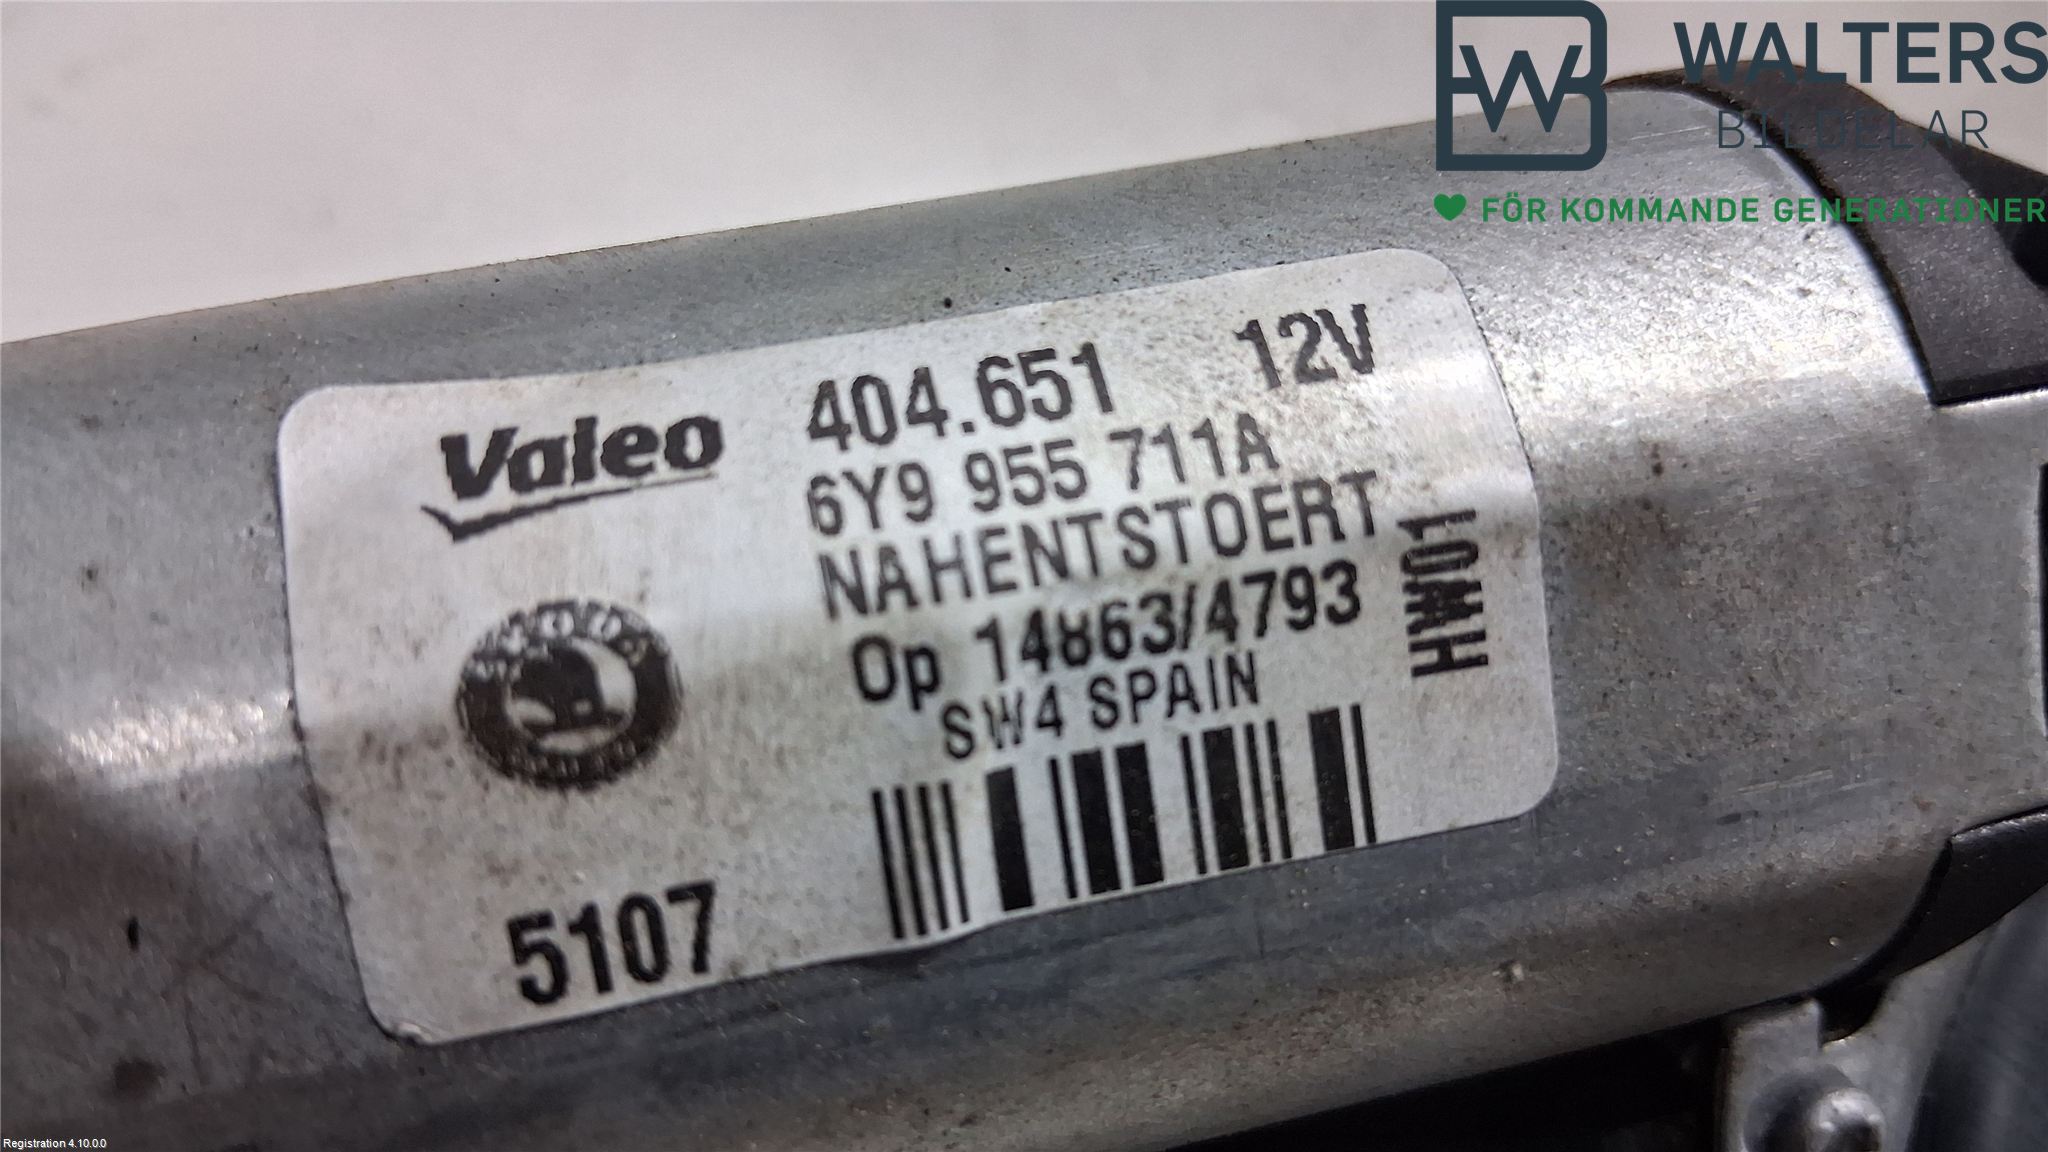 WALTERS
BILDELAR
FÖR KOMMANDE GENERATIONER
Valeo
404.651 12V
6Y9 955 711A
NAHENTSTOERT
Op 14863/4793
SW4 SPAIN
HW01
5107
Registration 4.10.0.0